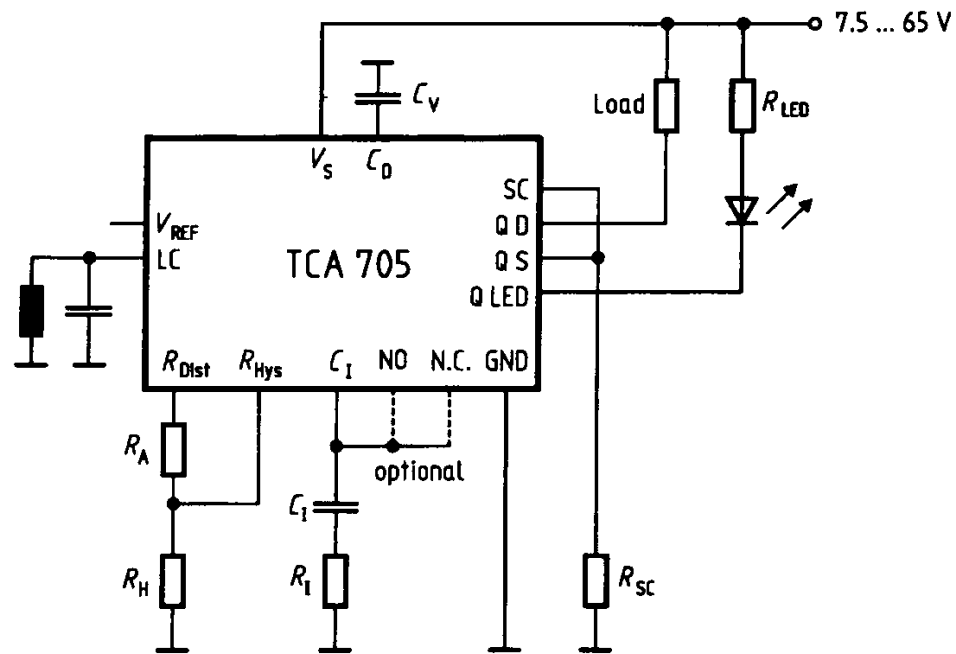 7.5 ... 65 V
C_V
Load
R_LED
V_S
C_D
SC
V_REF
Q D
LC
TCA 705
Q S
Q LED
R_Dist
R_Hys
C_I
NO
N.C.
GND
R_A
optional
C_I
R_H
R_I
R_SC